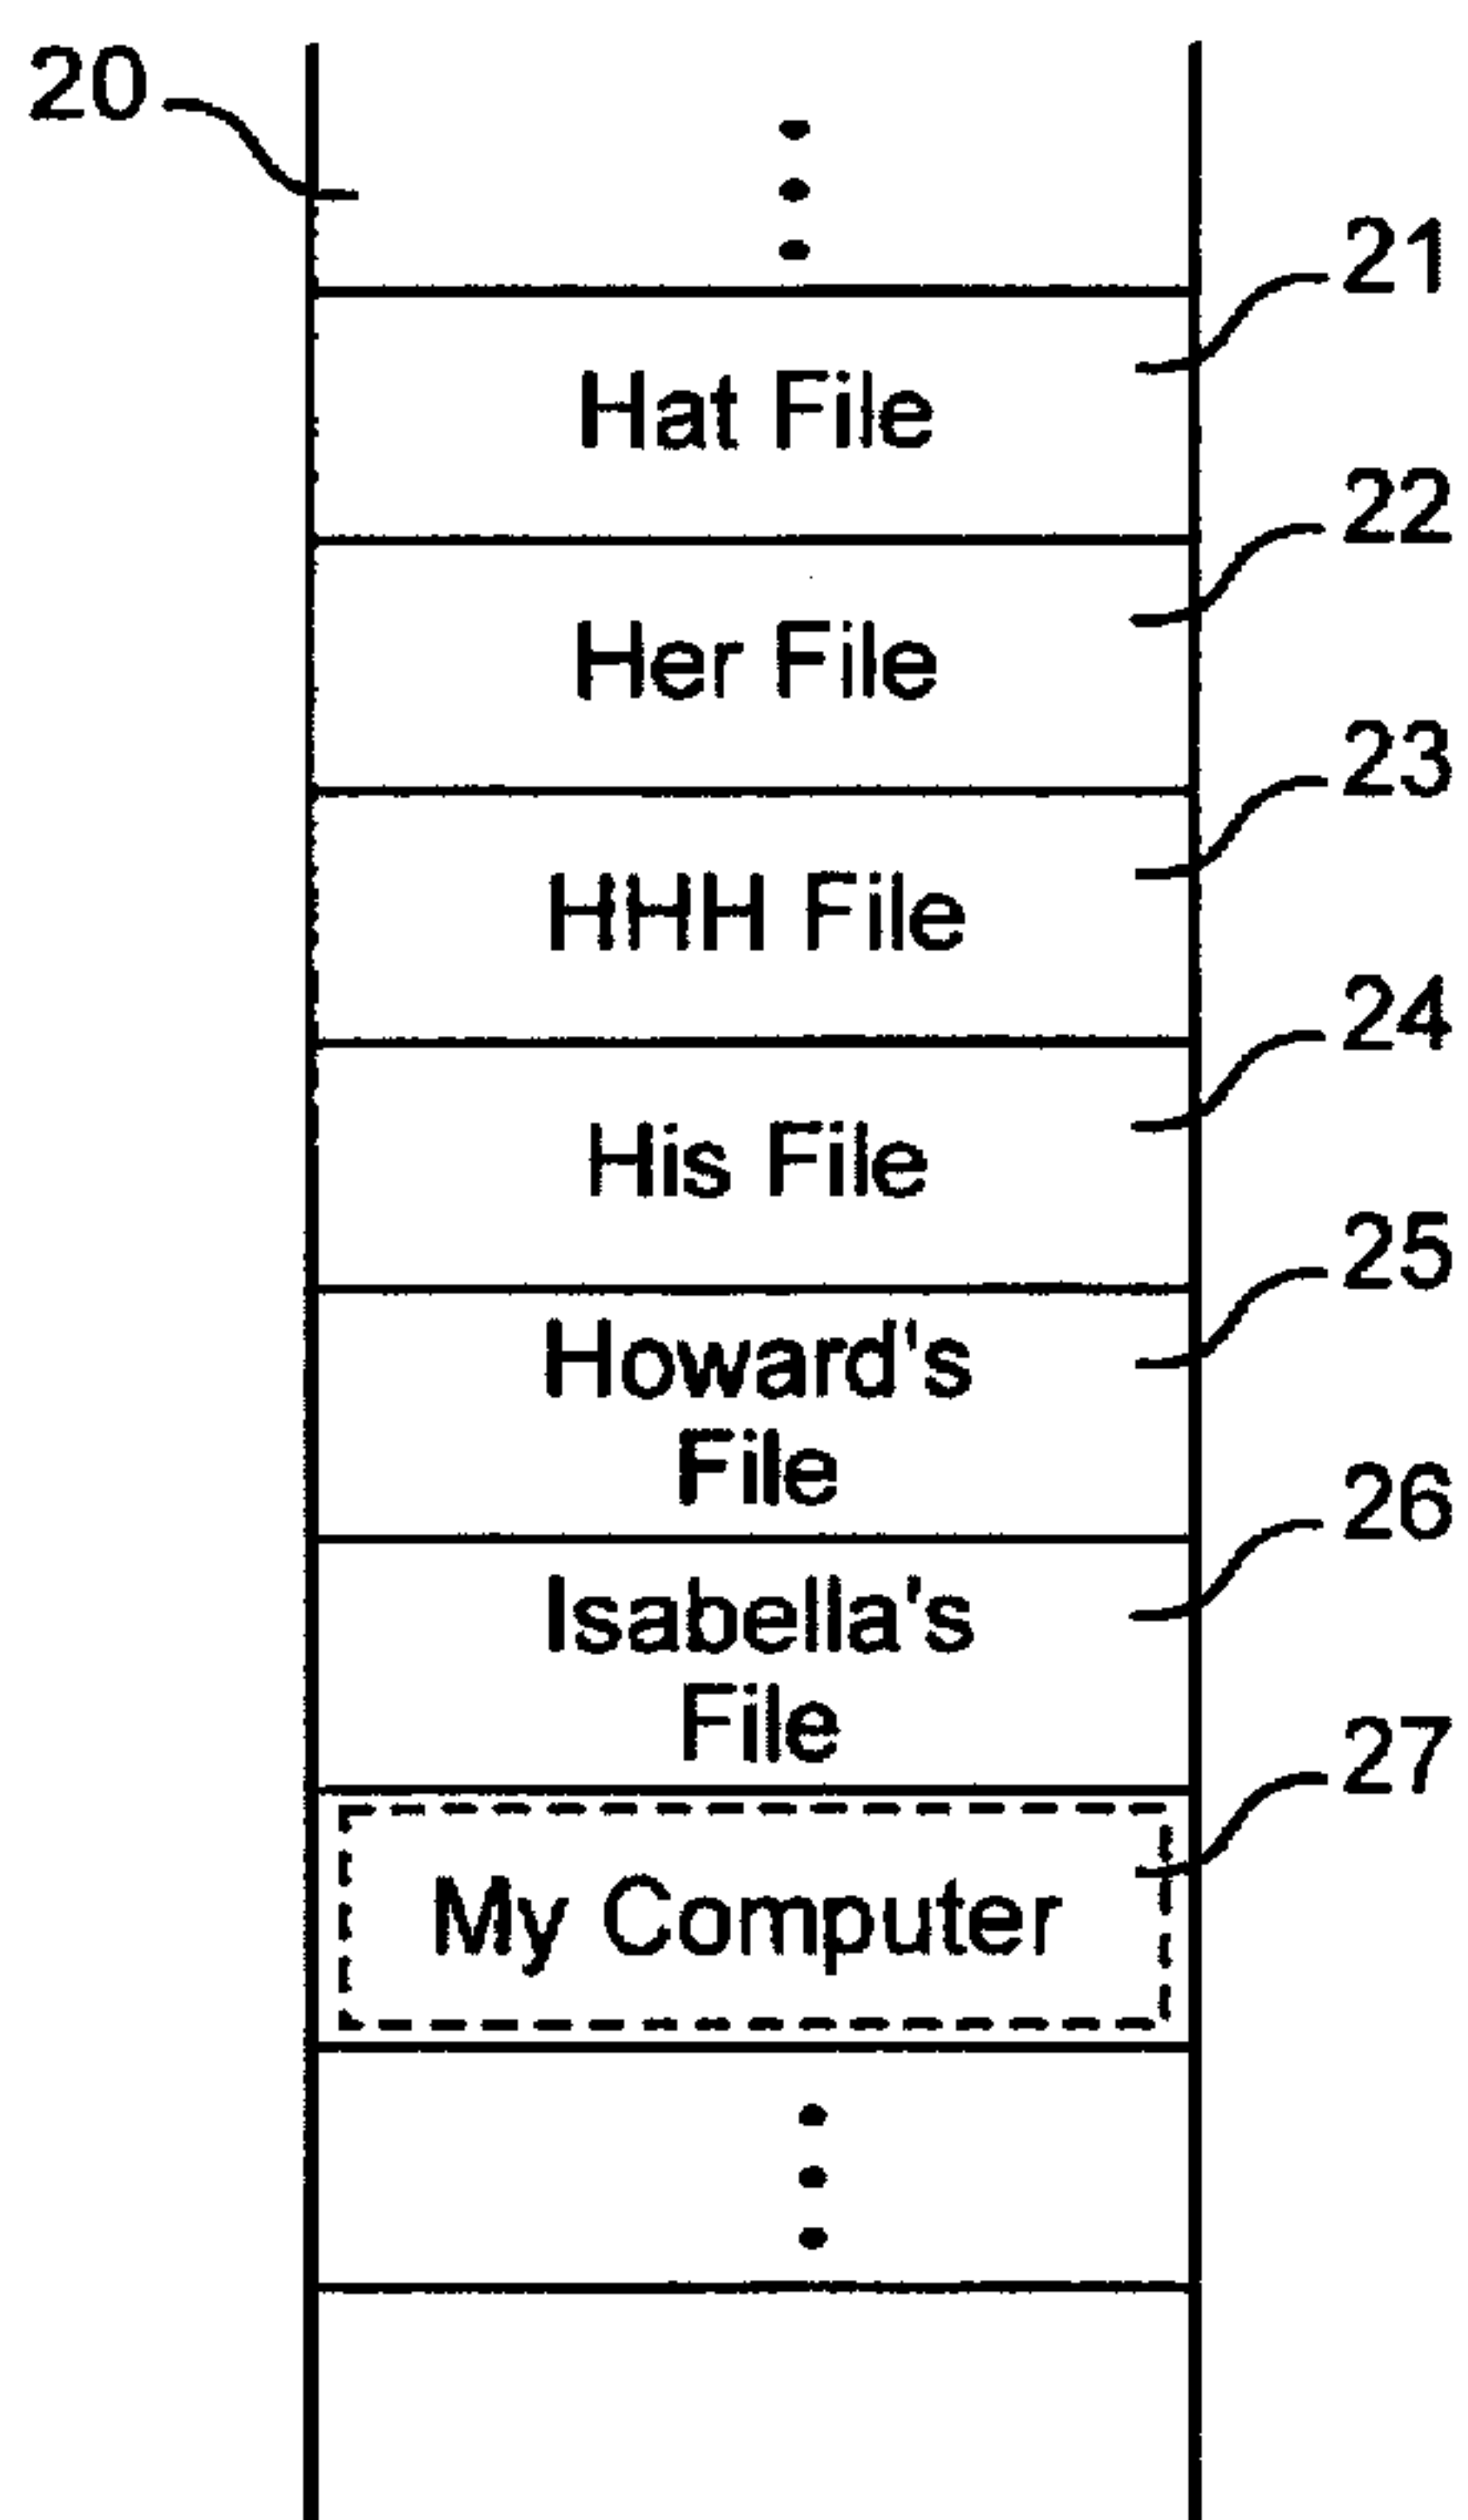 20
21
Hat File
22
Her File
23
HHH File
24
His File
25
Howard's
File
26
Isabella's
File
27
My Computer